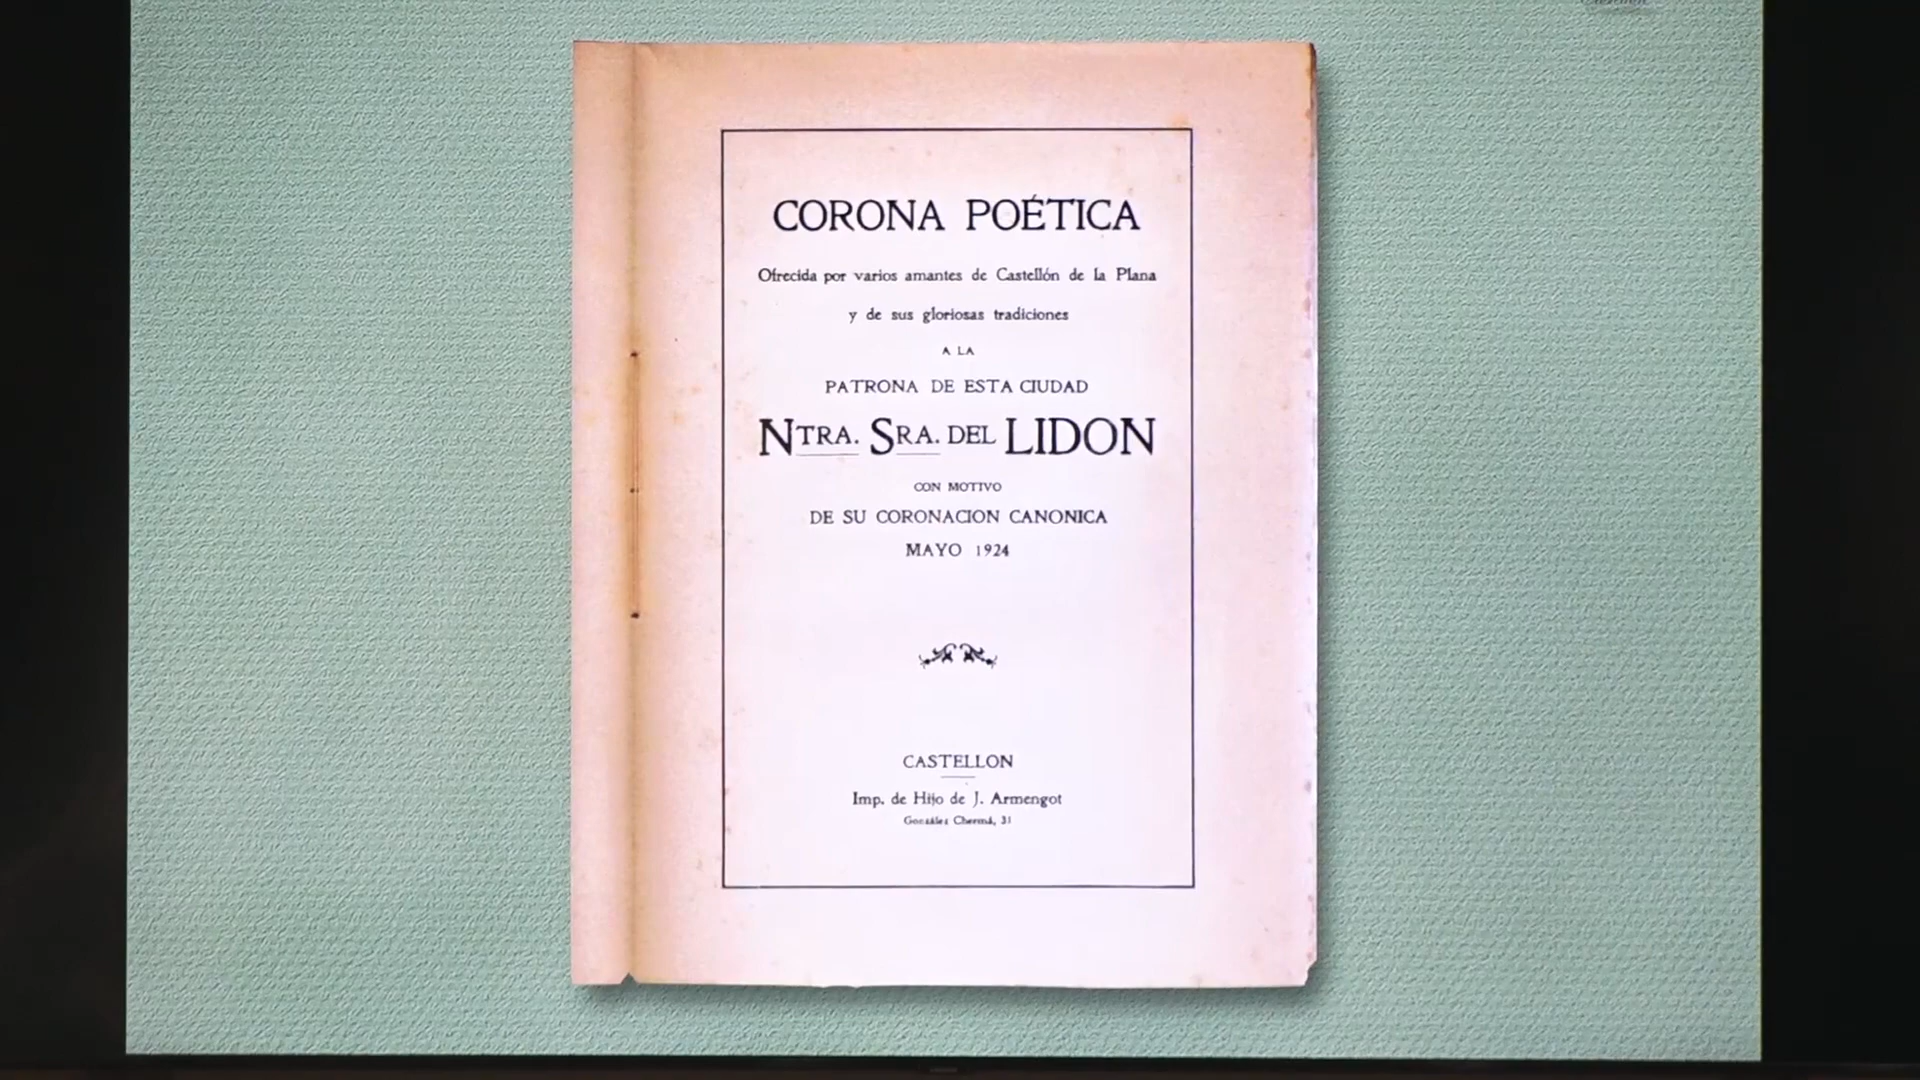 CORONA POÉTICA
Ofrecida por varios amantes de Castellón de la Plana
y de sus gloriosas tradiciones
A LA
PATRONA DE ESTA CIUDAD
NTRA. SRA. DEL LIDON
CON MOTIVO
DE SU CORONACION CANONICA
MAYO 1924
CASTELLON
Imp. de Hijo de J. Armengot
González Chermá, 31